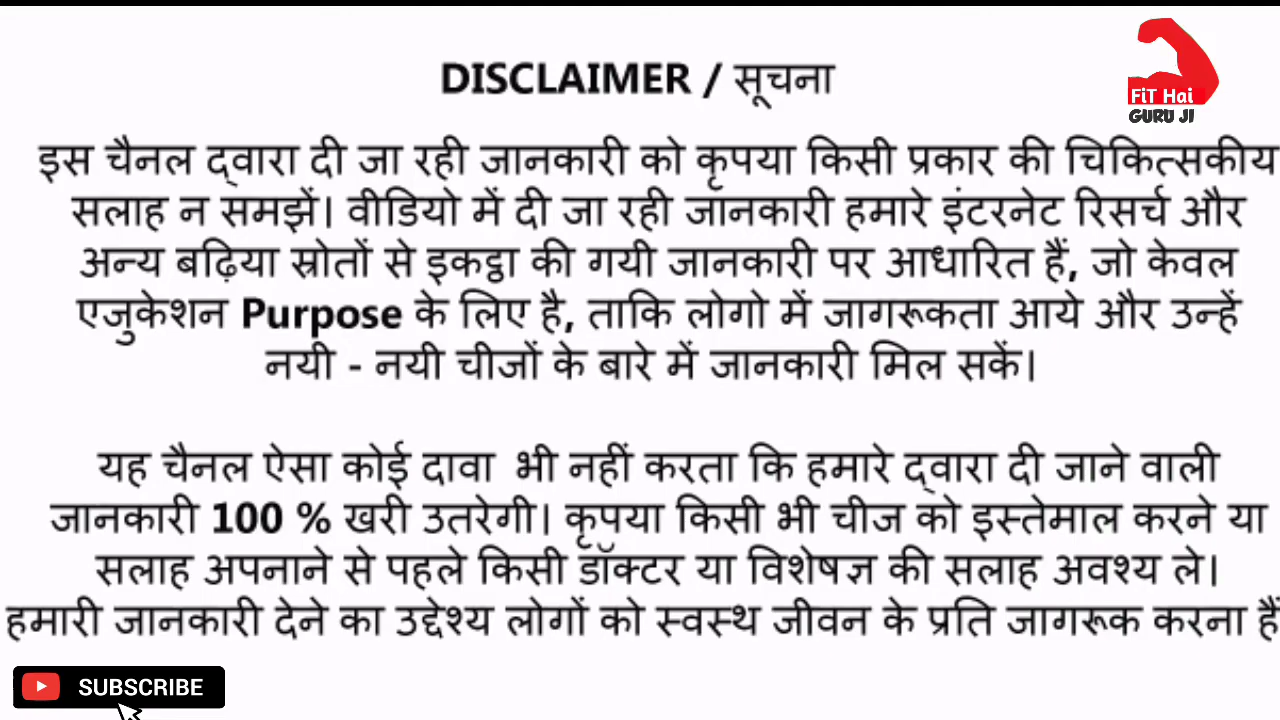 DISCLAIMER / सूचना
FiT Hai
GURU JI
इस चैनल द्वारा दी जा रही जानकारी को कृपया किसी प्रकार की चिकित्सकीय
सलाह न समझें। वीडियो में दी जा रही जानकारी हमारे इंटरनेट रिसर्च और
अन्य बढ़िया स्रोतों से इकट्ठा की गयी जानकारी पर आधारित हैं, जो केवल
एजुकेशन Purpose के लिए है, ताकि लोगो में जागरूकता आये और उन्हें
नयी - नयी चीजों के बारे में जानकारी मिल सकें।
यह चैनल ऐसा कोई दावा भी नहीं करता कि हमारे द्वारा दी जाने वाली
जानकारी 100 % खरी उतरेगी। कृपया किसी भी चीज को इस्तेमाल करने या
सलाह अपनाने से पहले किसी डॉक्टर या विशेषज्ञ की सलाह अवश्य ले।
हमारी जानकारी देने का उद्देश्य लोगों को स्वस्थ जीवन के प्रति जागरूक करना हैं
SUBSCRIBE